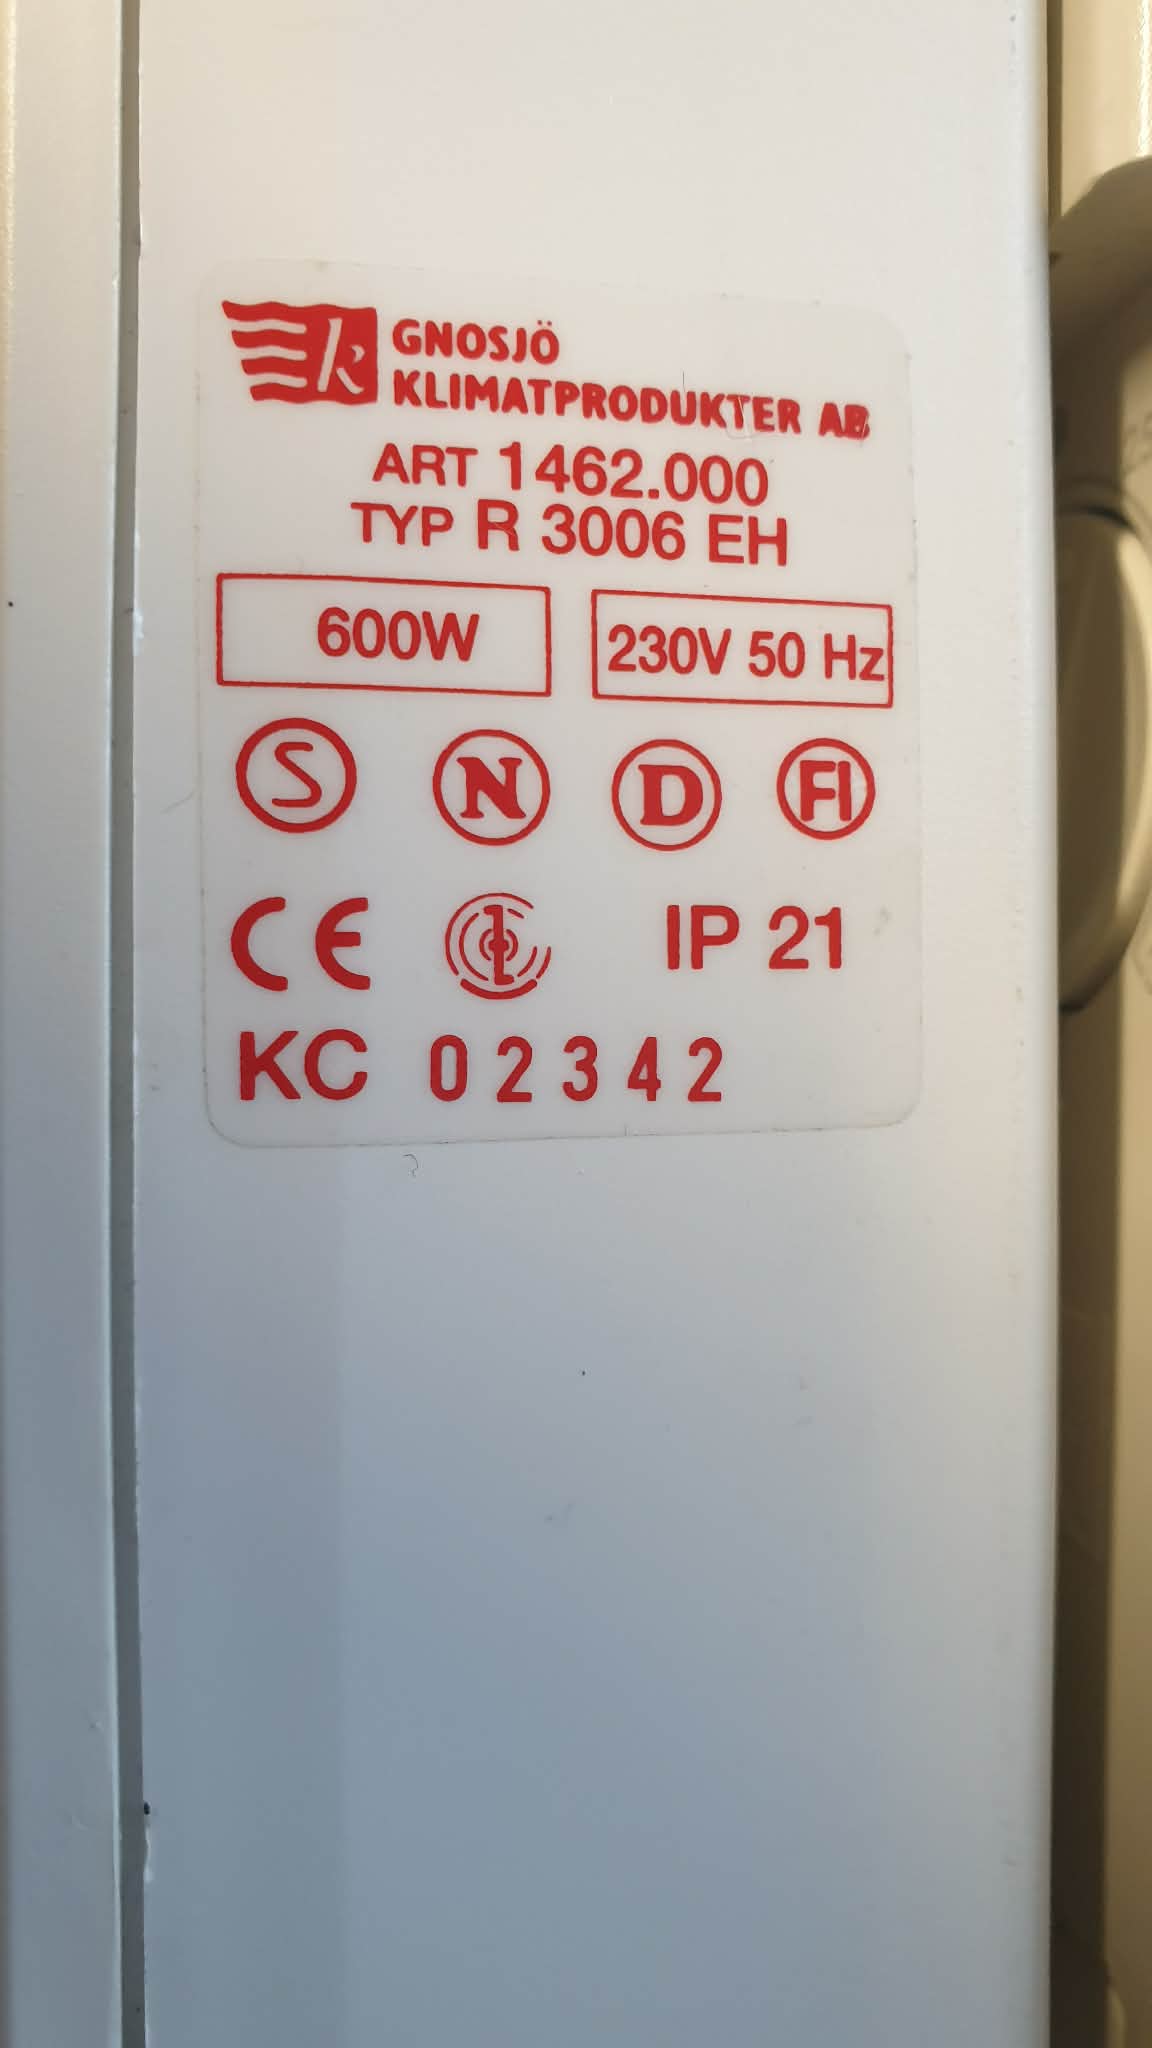 k GNOSJÖ
KLIMATPRODUKTER AB
ART 1462.000
TYP R 3006 EH
600W 230V 50 Hz
S N D FI
CE IP 21
KC 02342